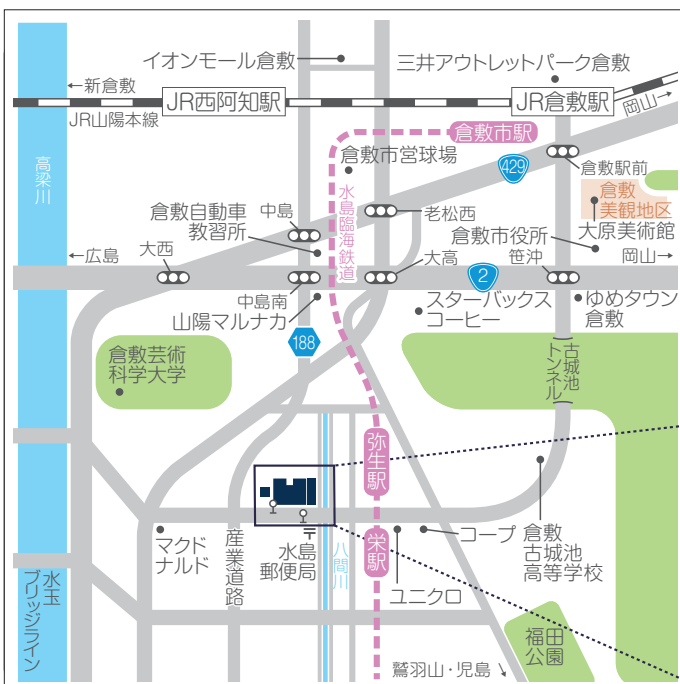 イオンモール倉敷
三井アウトレットパーク倉敷
←新倉敷
JR西阿知駅
JR倉敷駅
岡山→
JR山陽本線
倉敷市駅
倉敷市営球場
429
倉敷駅前
高梁川
水島臨海鉄道
倉敷
美観地区
倉敷自動車
教習所
中島
老松西
倉敷市役所
大原美術館
←広島
大西
大高
2
笹沖
岡山→
中島南
山陽マルナカ
スターバックス
コーヒー
ゆめタウン
倉敷
188
倉敷芸術
科学大学
古城池
トンネル
弥生駅
マクド
ナルド
産業道路
〒
水島
郵便局
八間川
栄駅
コープ
倉敷
古城池
高等学校
ユニクロ
水玉
ブリッジライン
福田
公園
鷲羽山・児島